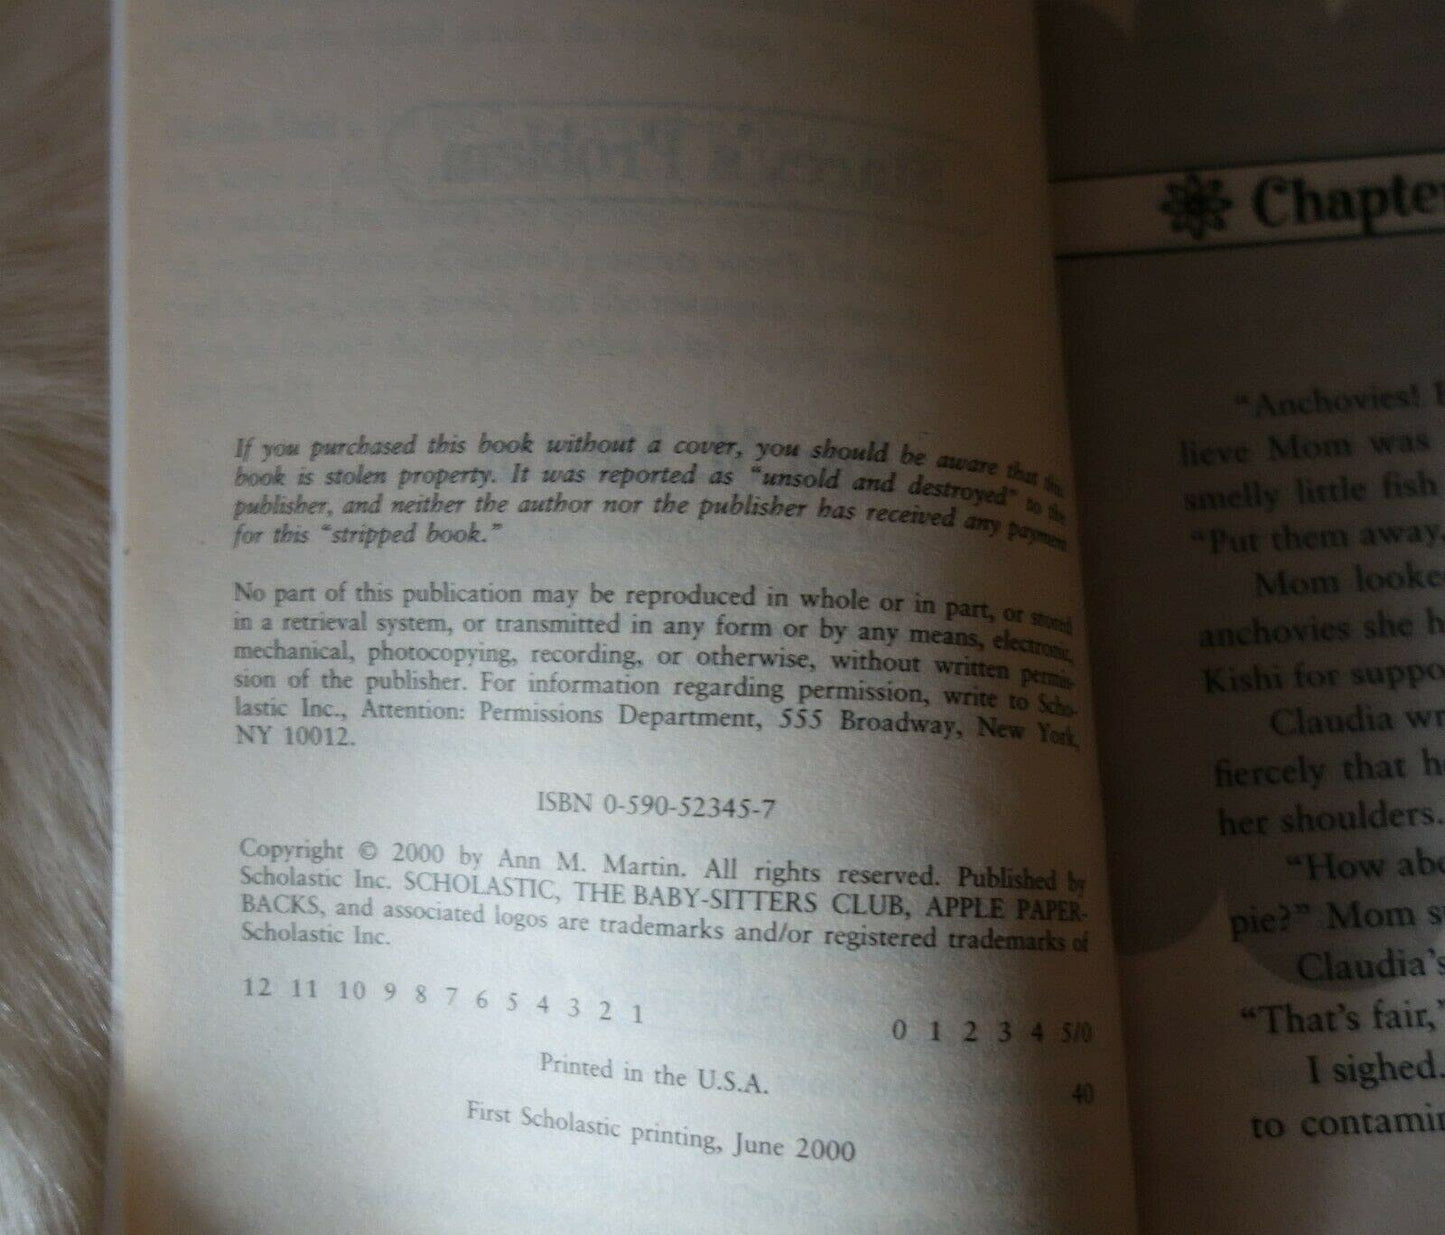 If you purchased this book without a cover, you should be aware that this
book is stolen property. It was reported as “unsold and destroyed” to the
publisher, and neither the author nor the publisher has received any payment
for this “stripped book.”
No part of this publication may be reproduced in whole or in part, or stored
in a retrieval system, or transmitted in any form or by any means, electronic,
mechanical, photocopying, recording, or otherwise, without written permis-
sion of the publisher. For information regarding permission, write to Scho-
lastic Inc., Attention: Permissions Department, 555 Broadway, New York,
NY 10012.
ISBN 0-590-52345-7
Copyright © 2000 by Ann M. Martin. All rights reserved. Published by
Scholastic Inc. SCHOLASTIC, THE BABY-SITTERS CLUB, APPLE PAPER-
BACKS, and associated logos are trademarks and/or registered trademarks of
Scholastic Inc.
12 11 10 9 8 7 6 5 4 3 2 1 0 1 2 3 4 5/0
Printed in the U.S.A. 40
First Scholastic printing, June 2000
Chapter
“Anchovies!
lieve Mom was
smelly little fish
“Put them away,
Mom looke
anchovies she h
Kishi for suppo
Claudia wr
fiercely that h
her shoulders.
“How abo
pie?” Mom s
Claudia’s
“That’s fair,”
I sighed.
to contamin